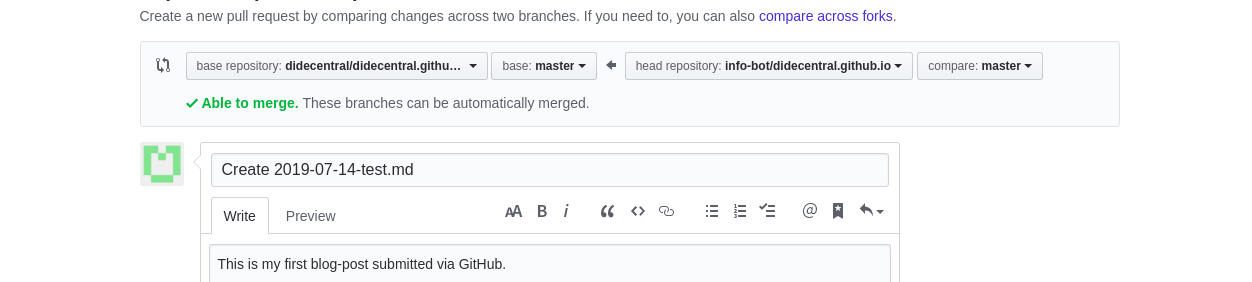 Create a new pull request by comparing changes across two branches. If you need to, you can also compare across forks.
base repository: didecentral/didecentral.githu… base: master head repository: info-bot/didecentral.github.io compare: master
Able to merge. These branches can be automatically merged.
Create 2019-07-14-test.md
Write Preview
This is my first blog-post submitted via GitHub.